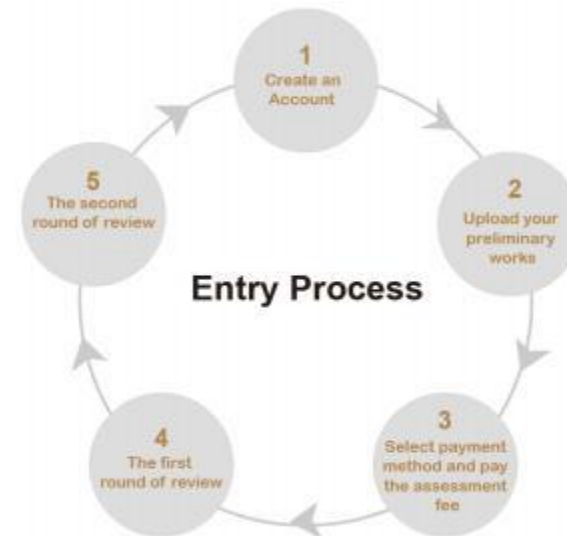 1
Create an
Account
2
Upload your
preliminary
works
3
Select payment
method and pay
the assessment
fee
4
The first
round of review
5
The second
round of review
Entry Process